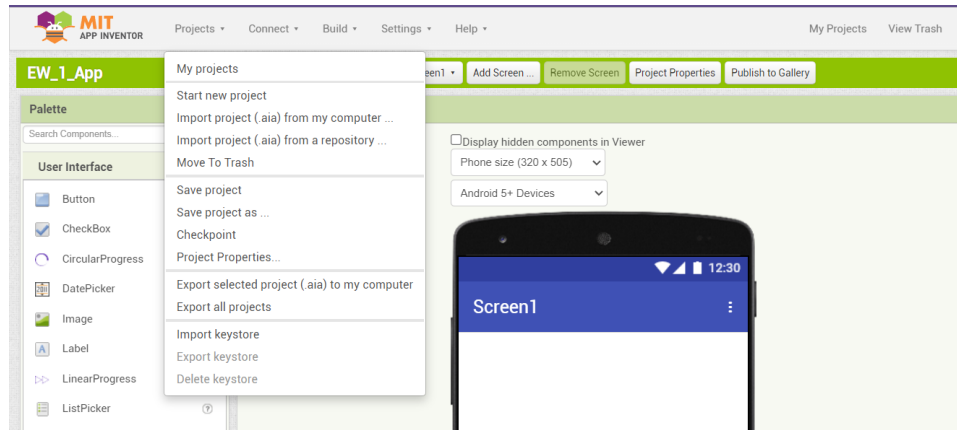 MIT
APP INVENTOR
Projects
Connect
Build
Settings
Help
My Projects
View Trash
EW_1_App
Add Screen ...
Remove Screen
Project Properties
Publish to Gallery
My projects
Start new project
Import project (.aia) from my computer ...
Import project (.aia) from a repository ...
Move To Trash
Save project
Save project as ...
Checkpoint
Project Properties...
Export selected project (.aia) to my computer
Export all projects
Import keystore
Export keystore
Delete keystore
Palette
Search Components...
User Interface
Button
CheckBox
CircularProgress
DatePicker
Image
Label
LinearProgress
ListPicker
?
Display hidden components in Viewer
Phone size (320 x 505)
Android 5+ Devices
12:30
Screen1